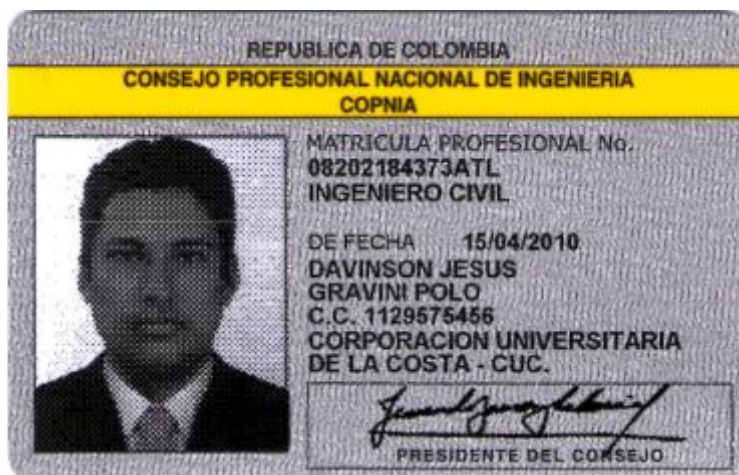 REPUBLICA DE COLOMBIA
CONSEJO PROFESIONAL NACIONAL DE INGENIERIA
COPNIA
MATRICULA PROFESIONAL No.
08202184373ATL
INGENIERO CIVIL
DE FECHA 15/04/2010
DAVINSON JESUS
GRAVINI POLO
C.C. 1129575456
CORPORACION UNIVERSITARIA
DE LA COSTA - CUC.
PRESIDENTE DEL CONSEJO